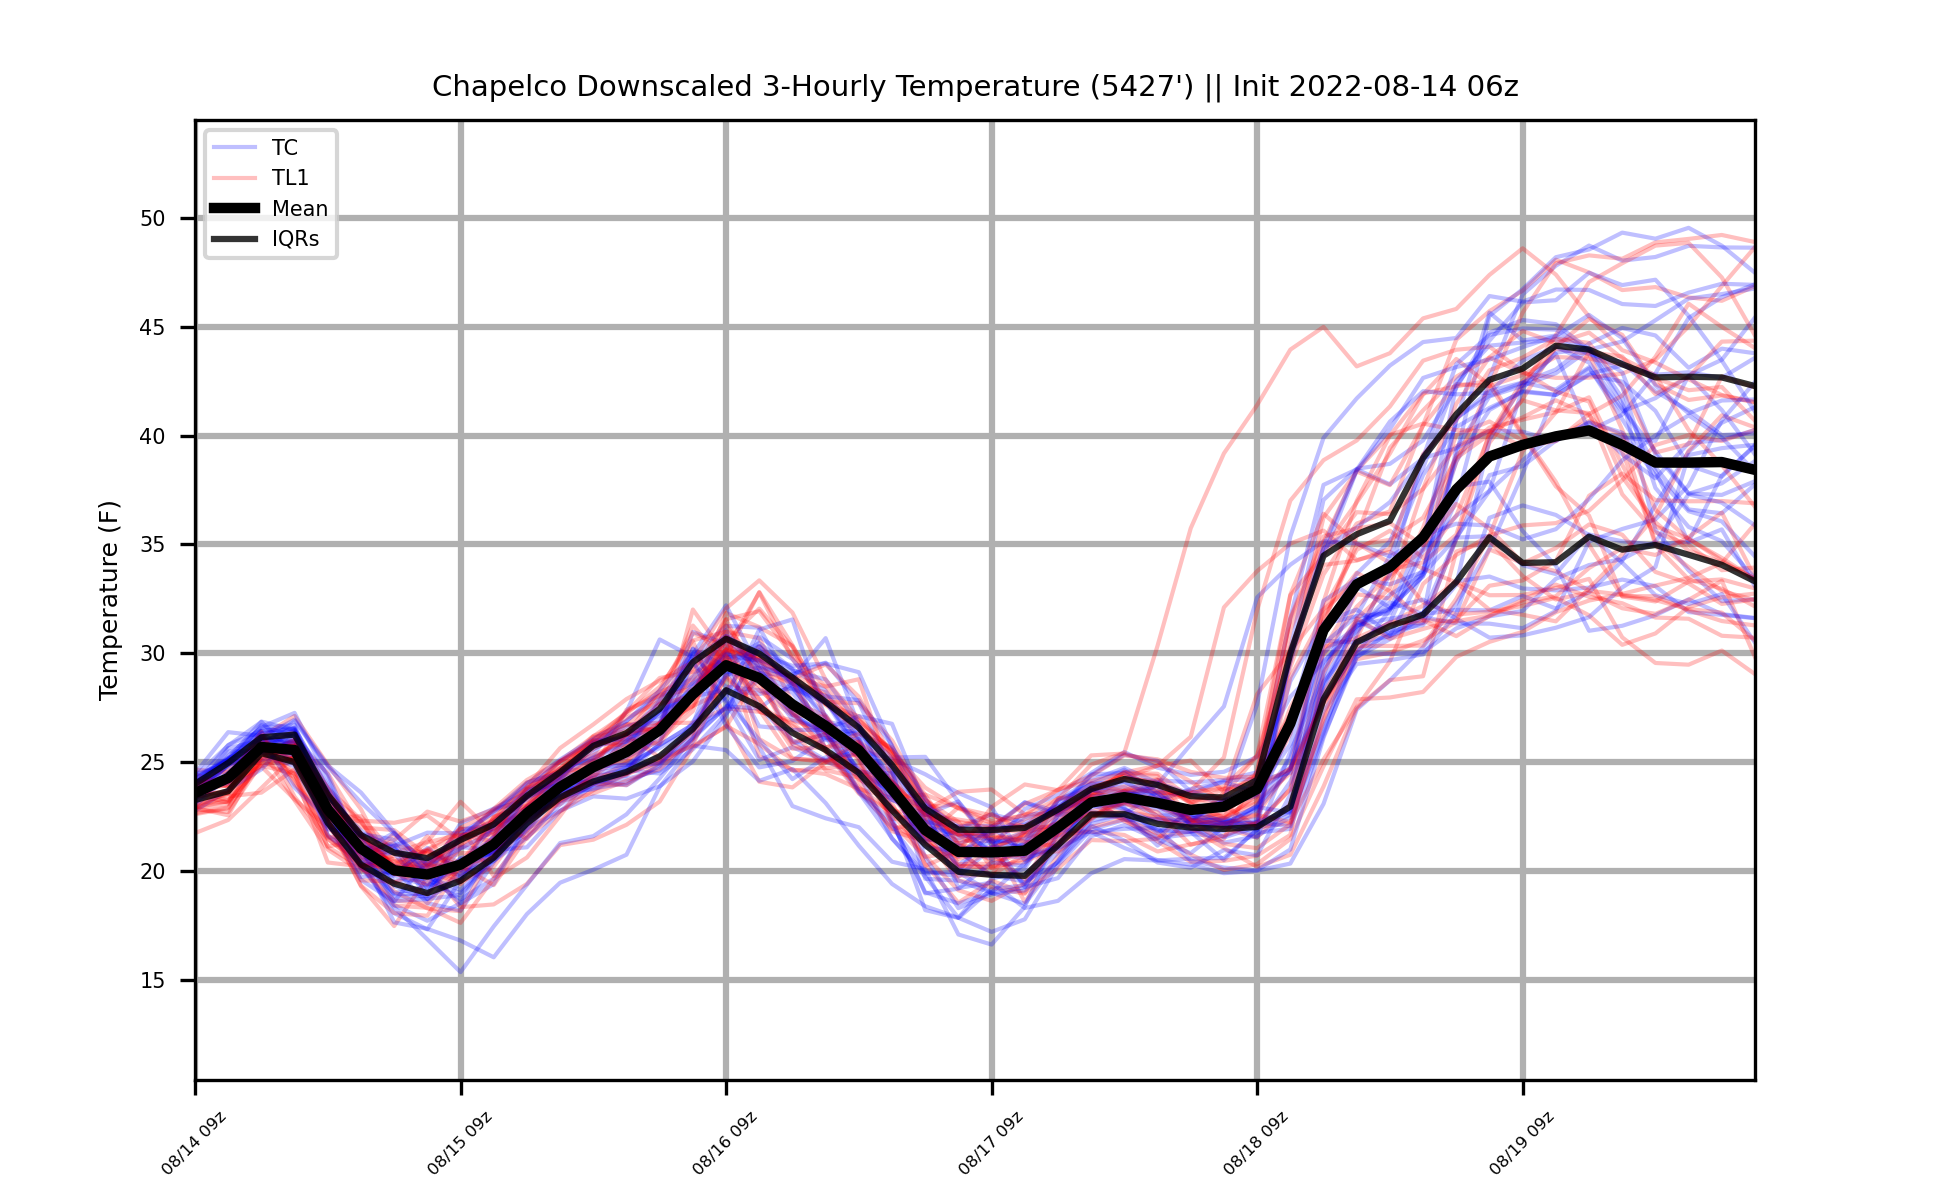 Chapelco Downscaled 3-Hourly Temperature (5427') || Init 2022-08-14 06z
TC
TL1
Mean
IQRs
Temperature (F)
50
45
40
35
30
25
20
15
08/14 09z
08/15 09z
08/16 09z
08/17 09z
08/18 09z
08/19 09z